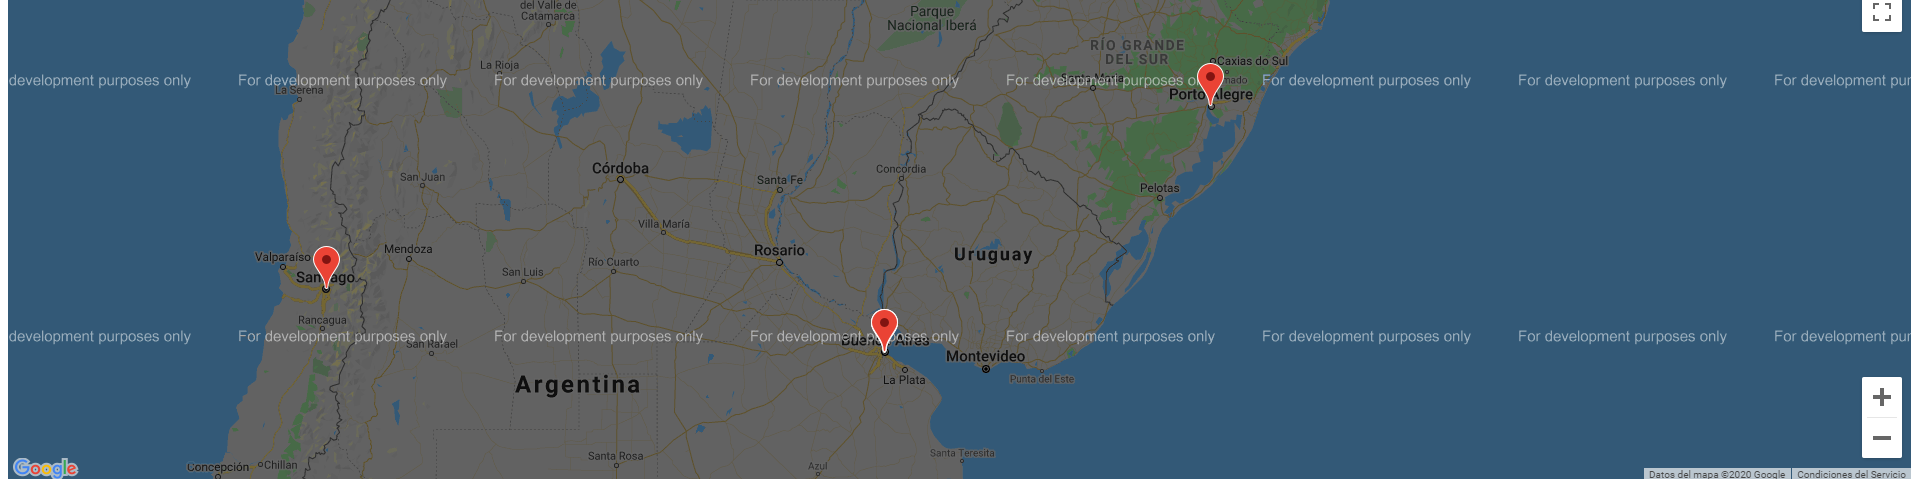 del Valle de
Catamarca
Parque
Nacional Iberá
RÍO GRANDE
DEL SUR
Caxias do Sul
La Rioja
development purposes only
For development purposes only
For development purposes only
For development purposes only
For development purposes only
For development purposes only
For development purposes only
For development pur
Santa Maria
La Serena
Porto Alegre
Córdoba
Concordia
San Juan
Santa Fe
Pelotas
Villa María
Mendoza
Rosario
Uruguay
Valparaíso
Santiago
San Luis
Río Cuarto
Rancagua
development purposes only
For development purposes only
For development purposes only
For development purposes only
For development purposes only
For development purposes only
For development purposes only
For development pur
San Rafael
Buenos Aires
Montevideo
La Plata
Punta del Este
Argentina
Santa Rosa
Santa Teresita
Concepción
Chillan
Azul
Google
Datos del mapa ©2020 Google
Condiciones del Servicio